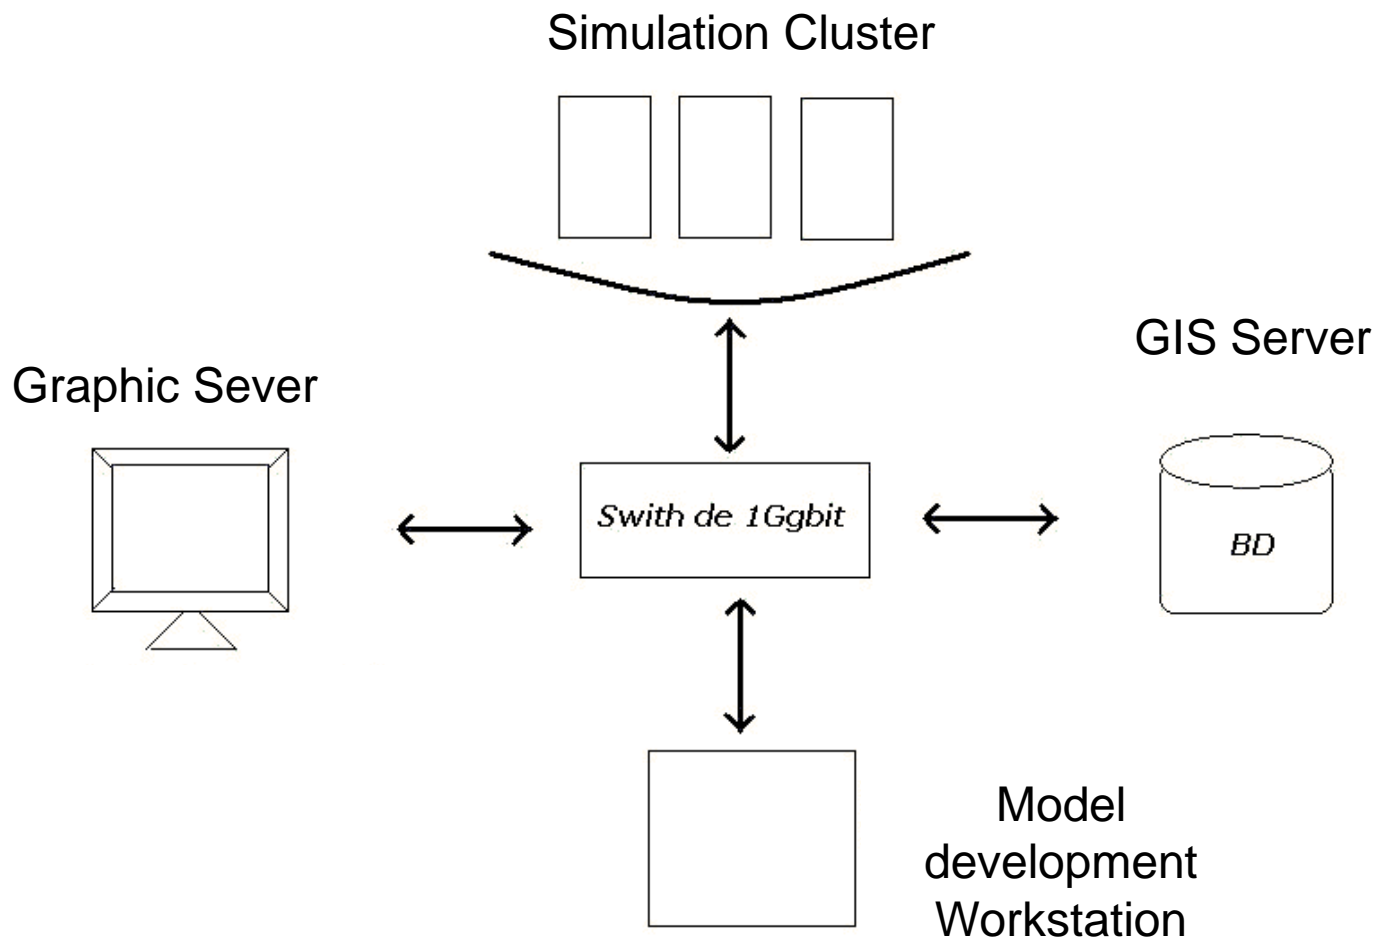 Simulation Cluster
GIS Server
Graphic Sever
Swith de 1Ggbit
BD
Model
development
Workstation